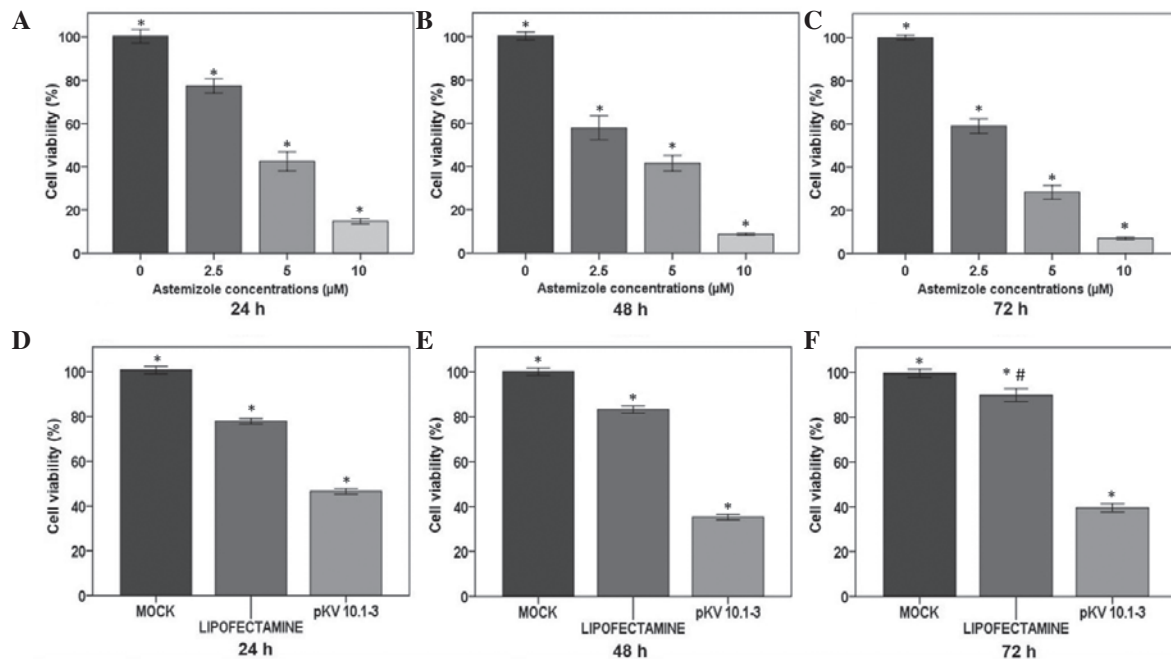 A
Cell viability (%)
100
80
60
40
20
0
*
*
*
*
0 2.5 5 10
Astemizole concentrations (µM)
24 h
B
Cell viability (%)
100
80
60
40
20
0
*
*
*
*
0 2.5 5 10
Astemizole concentrations (µM)
48 h
C
Cell viability (%)
100
80
60
40
20
0
*
*
*
*
0 2.5 5 10
Astemizole concentrations (µM)
72 h
D
Cell viability (%)
100
80
60
40
20
0
*
*
*
MOCK pKV 10.1-3
LIPOFECTAMINE
24 h
E
Cell viability (%)
100
80
60
40
20
0
*
*
*
MOCK pKV 10.1-3
LIPOFECTAMINE
48 h
F
Cell viability (%)
100
80
60
40
20
0
*
* #
*
MOCK pKV 10.1-3
LIPOFECTAMINE
72 h